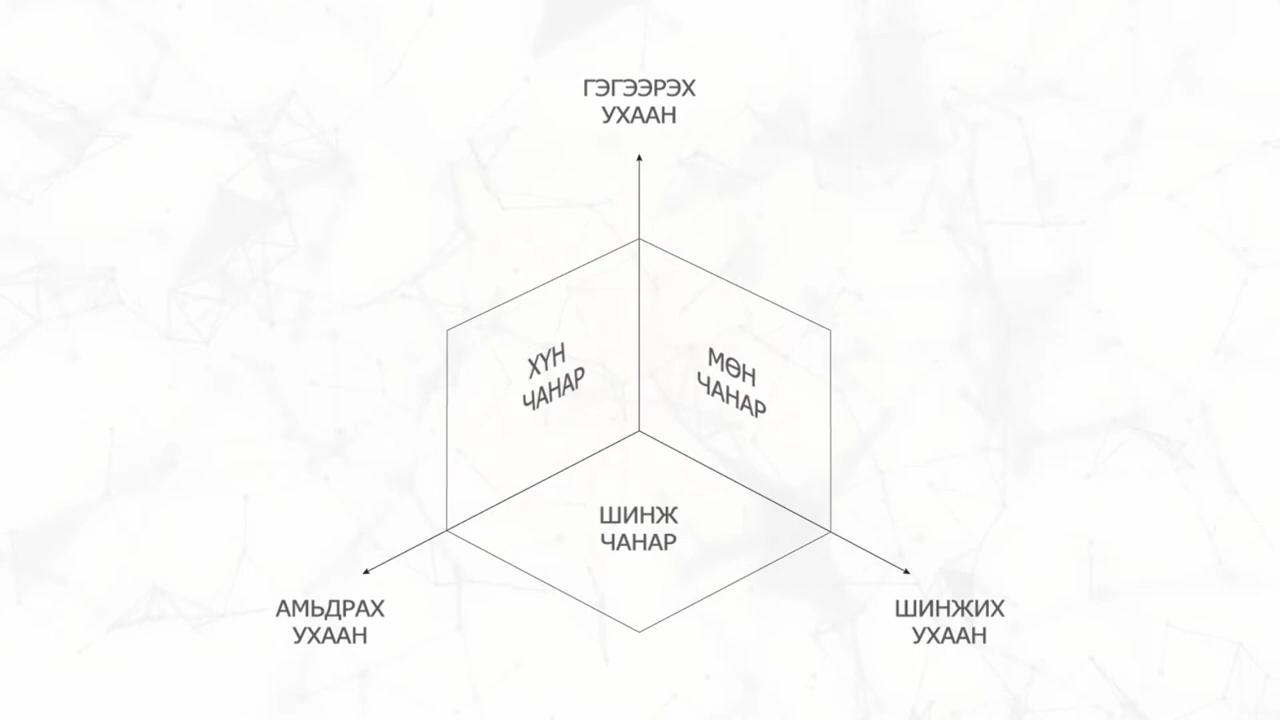 ГЭГЭЭРЭХ
УХААН
ХҮН
ЧАНАР
МӨН
ЧАНАР
ШИНЖ
ЧАНАР
АМЬДРАХ
УХААН
ШИНЖИХ
УХААН